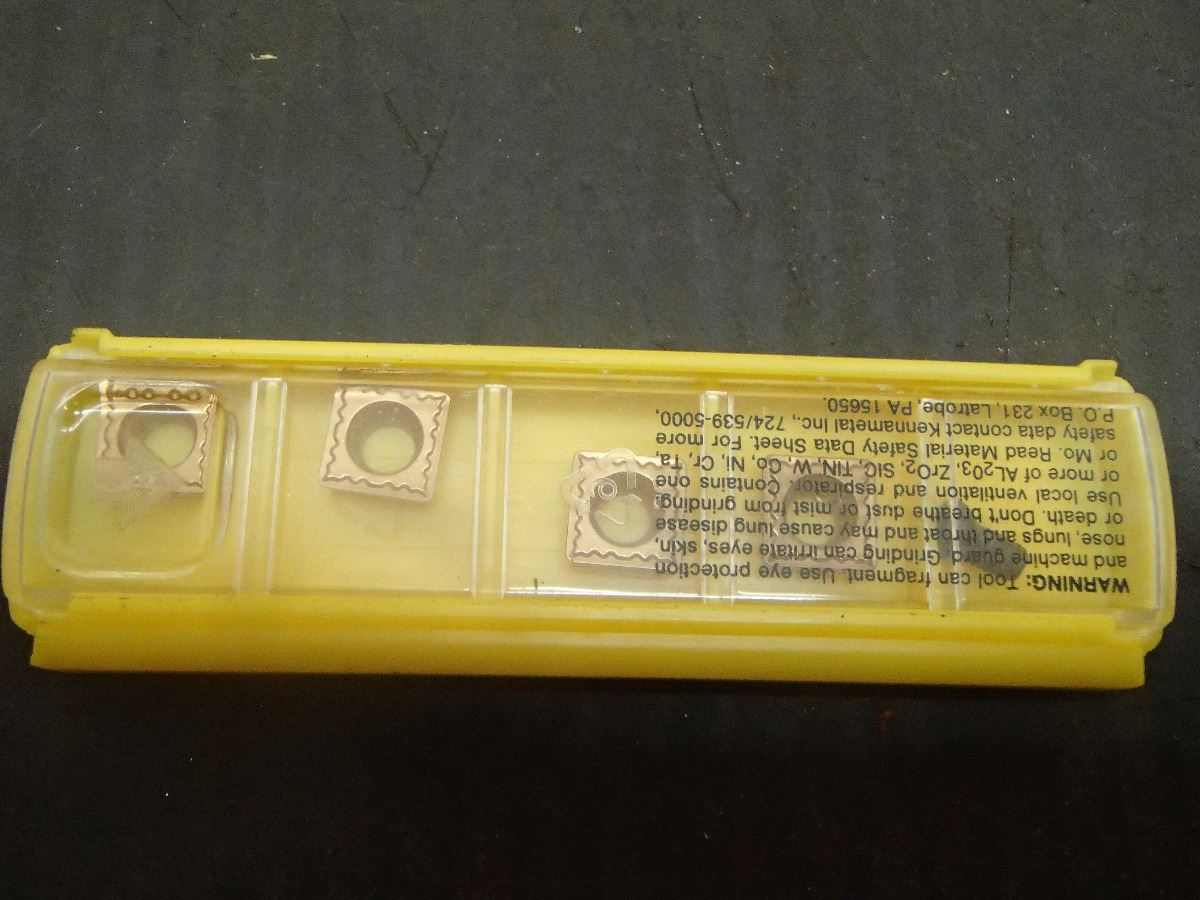 WARNING: Tool can fragment. Use eye protection
and machine guard. Grinding can irritate eyes, skin,
nose, lungs and throat and may cause lung disease
or death. Don't breathe dust or mist from grinding.
Use local ventilation and respirator. Contains one
or more of AL2O3, ZrO2, SiC, TiN, W, Co, Ni, Cr, Ta,
or Mo. Read Material Safety Data Sheet. For more
safety data contact Kennametal Inc., 724/539-5000,
P.O. Box 231, Latrobe, PA 15650.